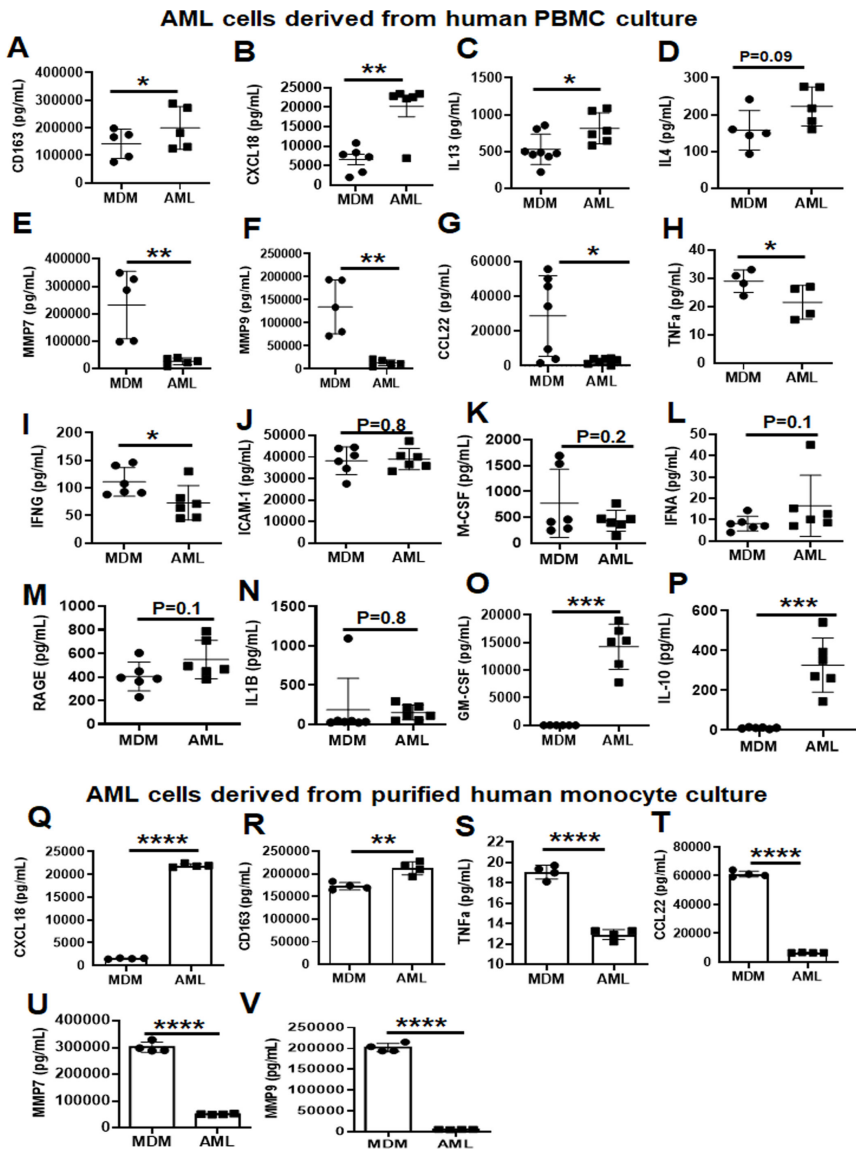 AML cells derived from human PBMC culture
A
CD163 (pg/mL)
400000
300000
200000
100000
0
*
MDM AML
B
CXCL18 (pg/mL)
25000
20000
15000
10000
5000
0
**
MDM AML
C
IL13 (pg/mL)
1500
1000
500
0
*
MDM AML
D
IL4 (pg/mL)
400
300
200
100
0
P=0.09
MDM AML
E
MMP7 (pg/mL)
400000
300000
200000
100000
0
**
MDM AML
F
MMP9 (pg/mL)
250000
200000
150000
100000
50000
0
**
MDM AML
G
CCL22 (pg/mL)
60000
40000
20000
0
*
MDM AML
H
TNFa (pg/mL)
40
30
20
10
0
*
MDM AML
I
IFNG (pg/mL)
200
150
100
50
0
*
MDM AML
J
ICAM-1 (pg/mL)
50000
40000
30000
20000
10000
0
P=0.8
MDM AML
K
M-CSF (pg/mL)
2000
1500
1000
500
0
P=0.2
MDM AML
L
IFNA (pg/mL)
50
40
30
20
10
0
P=0.1
MDM AML
M
RAGE (pg/mL)
1000
800
600
400
200
0
P=0.1
MDM AML
N
IL1B (pg/mL)
1500
1000
500
0
P=0.8
MDM AML
O
GM-CSF (pg/mL)
20000
15000
10000
5000
0
***
MDM AML
P
IL-10 (pg/mL)
600
400
200
0
***
MDM AML
AML cells derived from purified human monocyte culture
Q
CXCL18 (pg/mL)
25000
20000
15000
10000
5000
0
****
MDM AML
R
CD163 (pg/mL)
250000
200000
150000
100000
50000
0
**
MDM AML
S
TNFa (pg/mL)
22
20
18
16
14
12
****
MDM AML
T
CCL22 (pg/mL)
80000
60000
40000
20000
0
****
MDM AML
U
MMP7 (pg/mL)
400000
300000
200000
100000
0
****
MDM AML
V
MMP9 (pg/mL)
250000
200000
150000
100000
50000
0
****
MDM AML